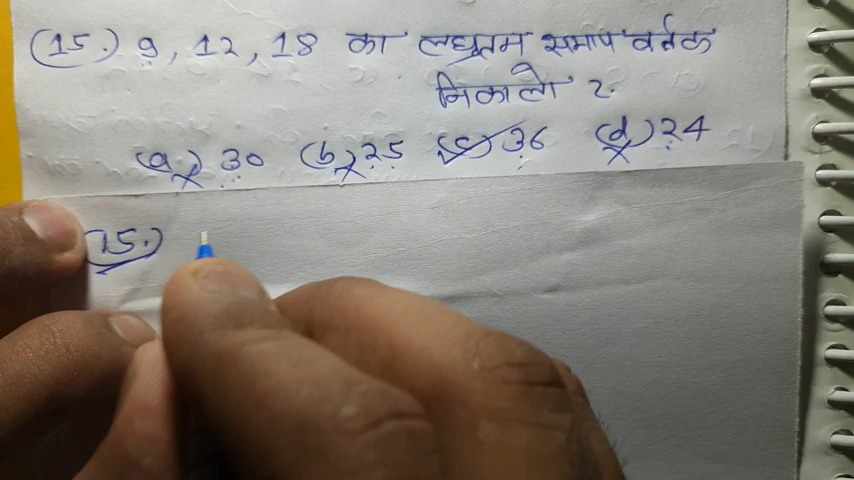 (15.) 9, 12, 18 का लघुतम समापवर्तक
निकालो ?.
(a.) 30 (b.) 25 (c) 36 (d.) 24
(15.)